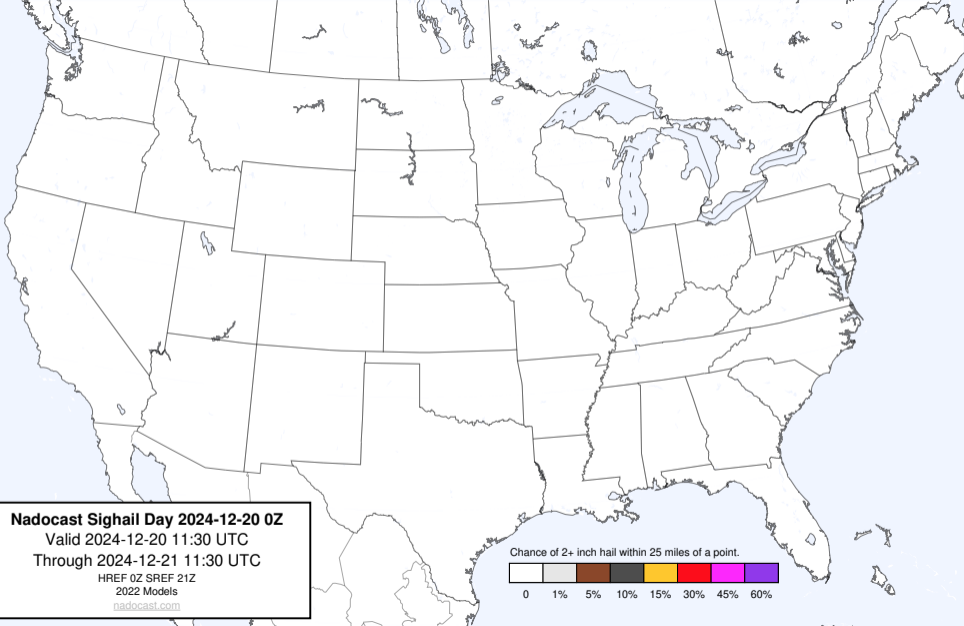 Nadocast Sighail Day 2024-12-20 0Z
Valid 2024-12-20 11:30 UTC
Through 2024-12-21 11:30 UTC
HREF 0Z SREF 21Z
2022 Models
nadocast.com
Chance of 2+ inch hail within 25 miles of a point.
0 1% 5% 10% 15% 30% 45% 60%